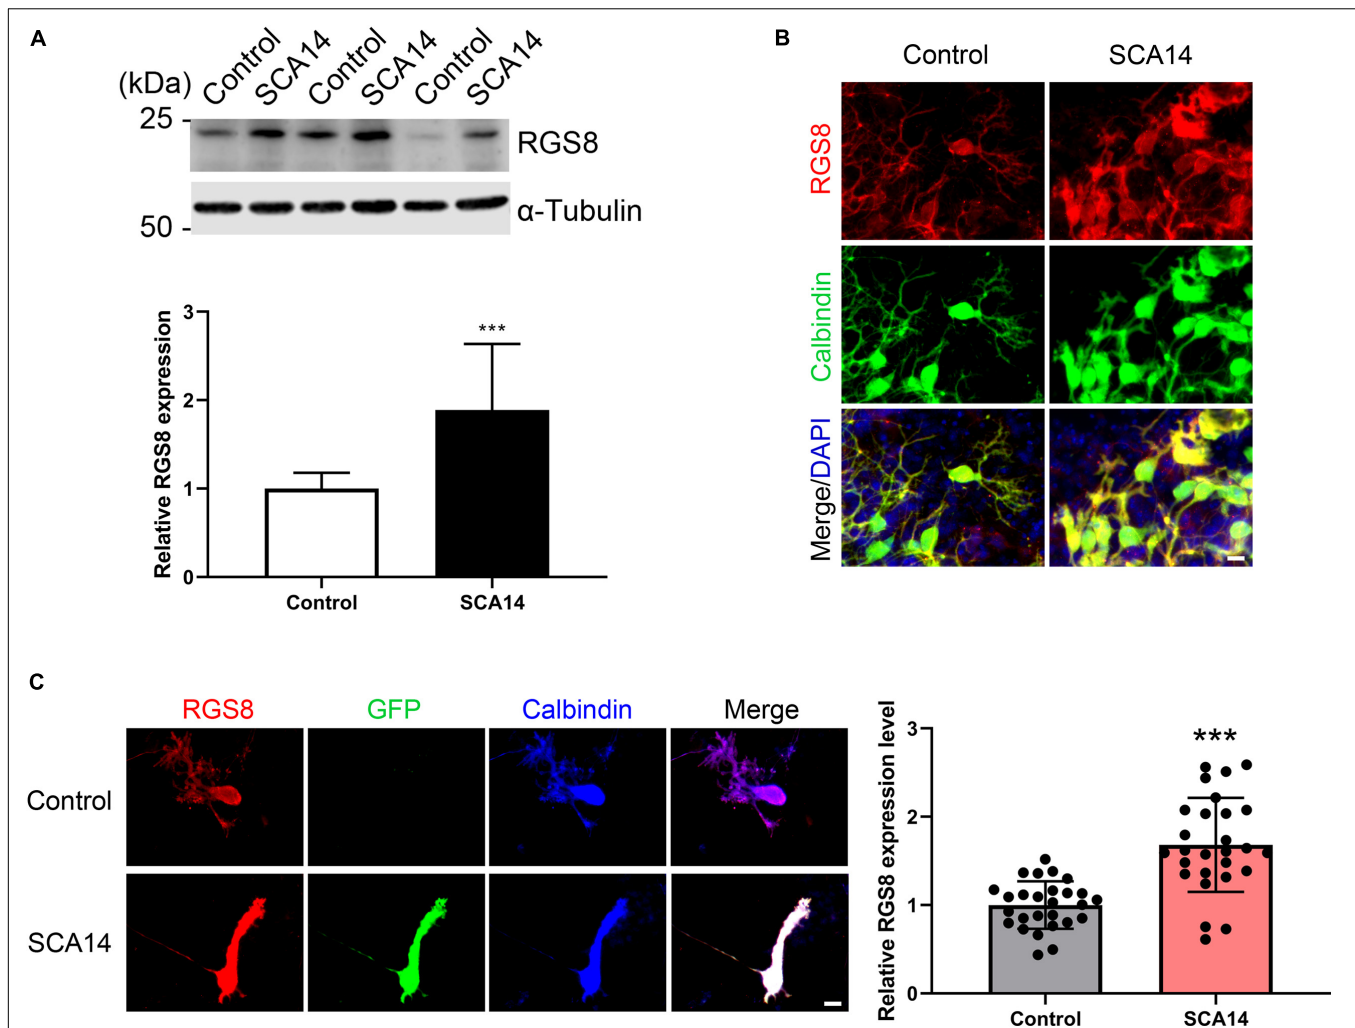 A
Control SCA14 Control SCA14 Control SCA14
(kDa)
25
RGS8
α-Tubulin
50
Relative RGS8 expression
3
2
1
0
***
Control SCA14
B
Control SCA14
RGS8
Calbindin
Merge/DAPI
C
RGS8 GFP Calbindin Merge
Control
SCA14
Relative RGS8 expression level
3
2
1
0
***
Control SCA14